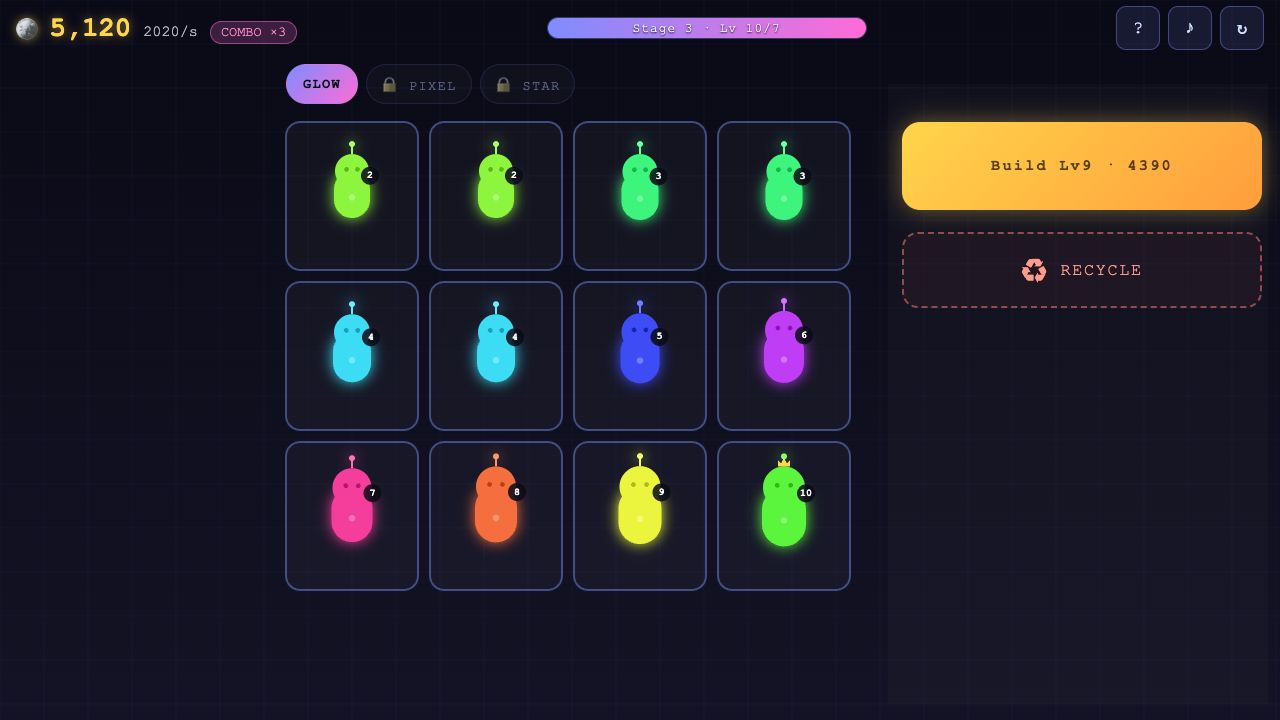 5,120 2020/s COMBO ×3 Stage 3 · Lv 10/7 ? ♪ ↻
GLOW PIXEL STAR
2 2 3 3
Build Lv9 · 4390
RECYCLE
4 4 5 6
7 8 9 10